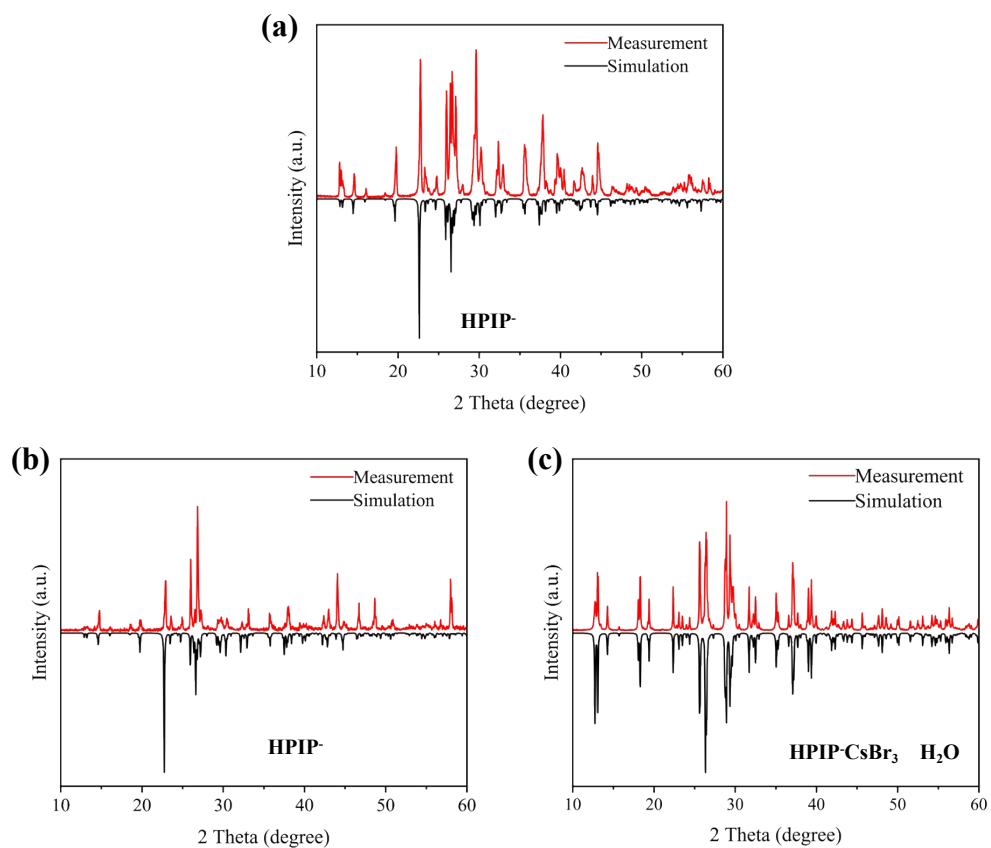 (a)
Measurement
Simulation
Intensity (a.u.)
HPIP-
10 20 30 40 50 60
2 Theta (degree)
(b)
Measurement
Simulation
Intensity (a.u.)
HPIP-
10 20 30 40 50 60
2 Theta (degree)
(c)
Measurement
Simulation
Intensity (a.u.)
HPIP-CsBr₃ H₂O
10 20 30 40 50 60
2 Theta (degree)